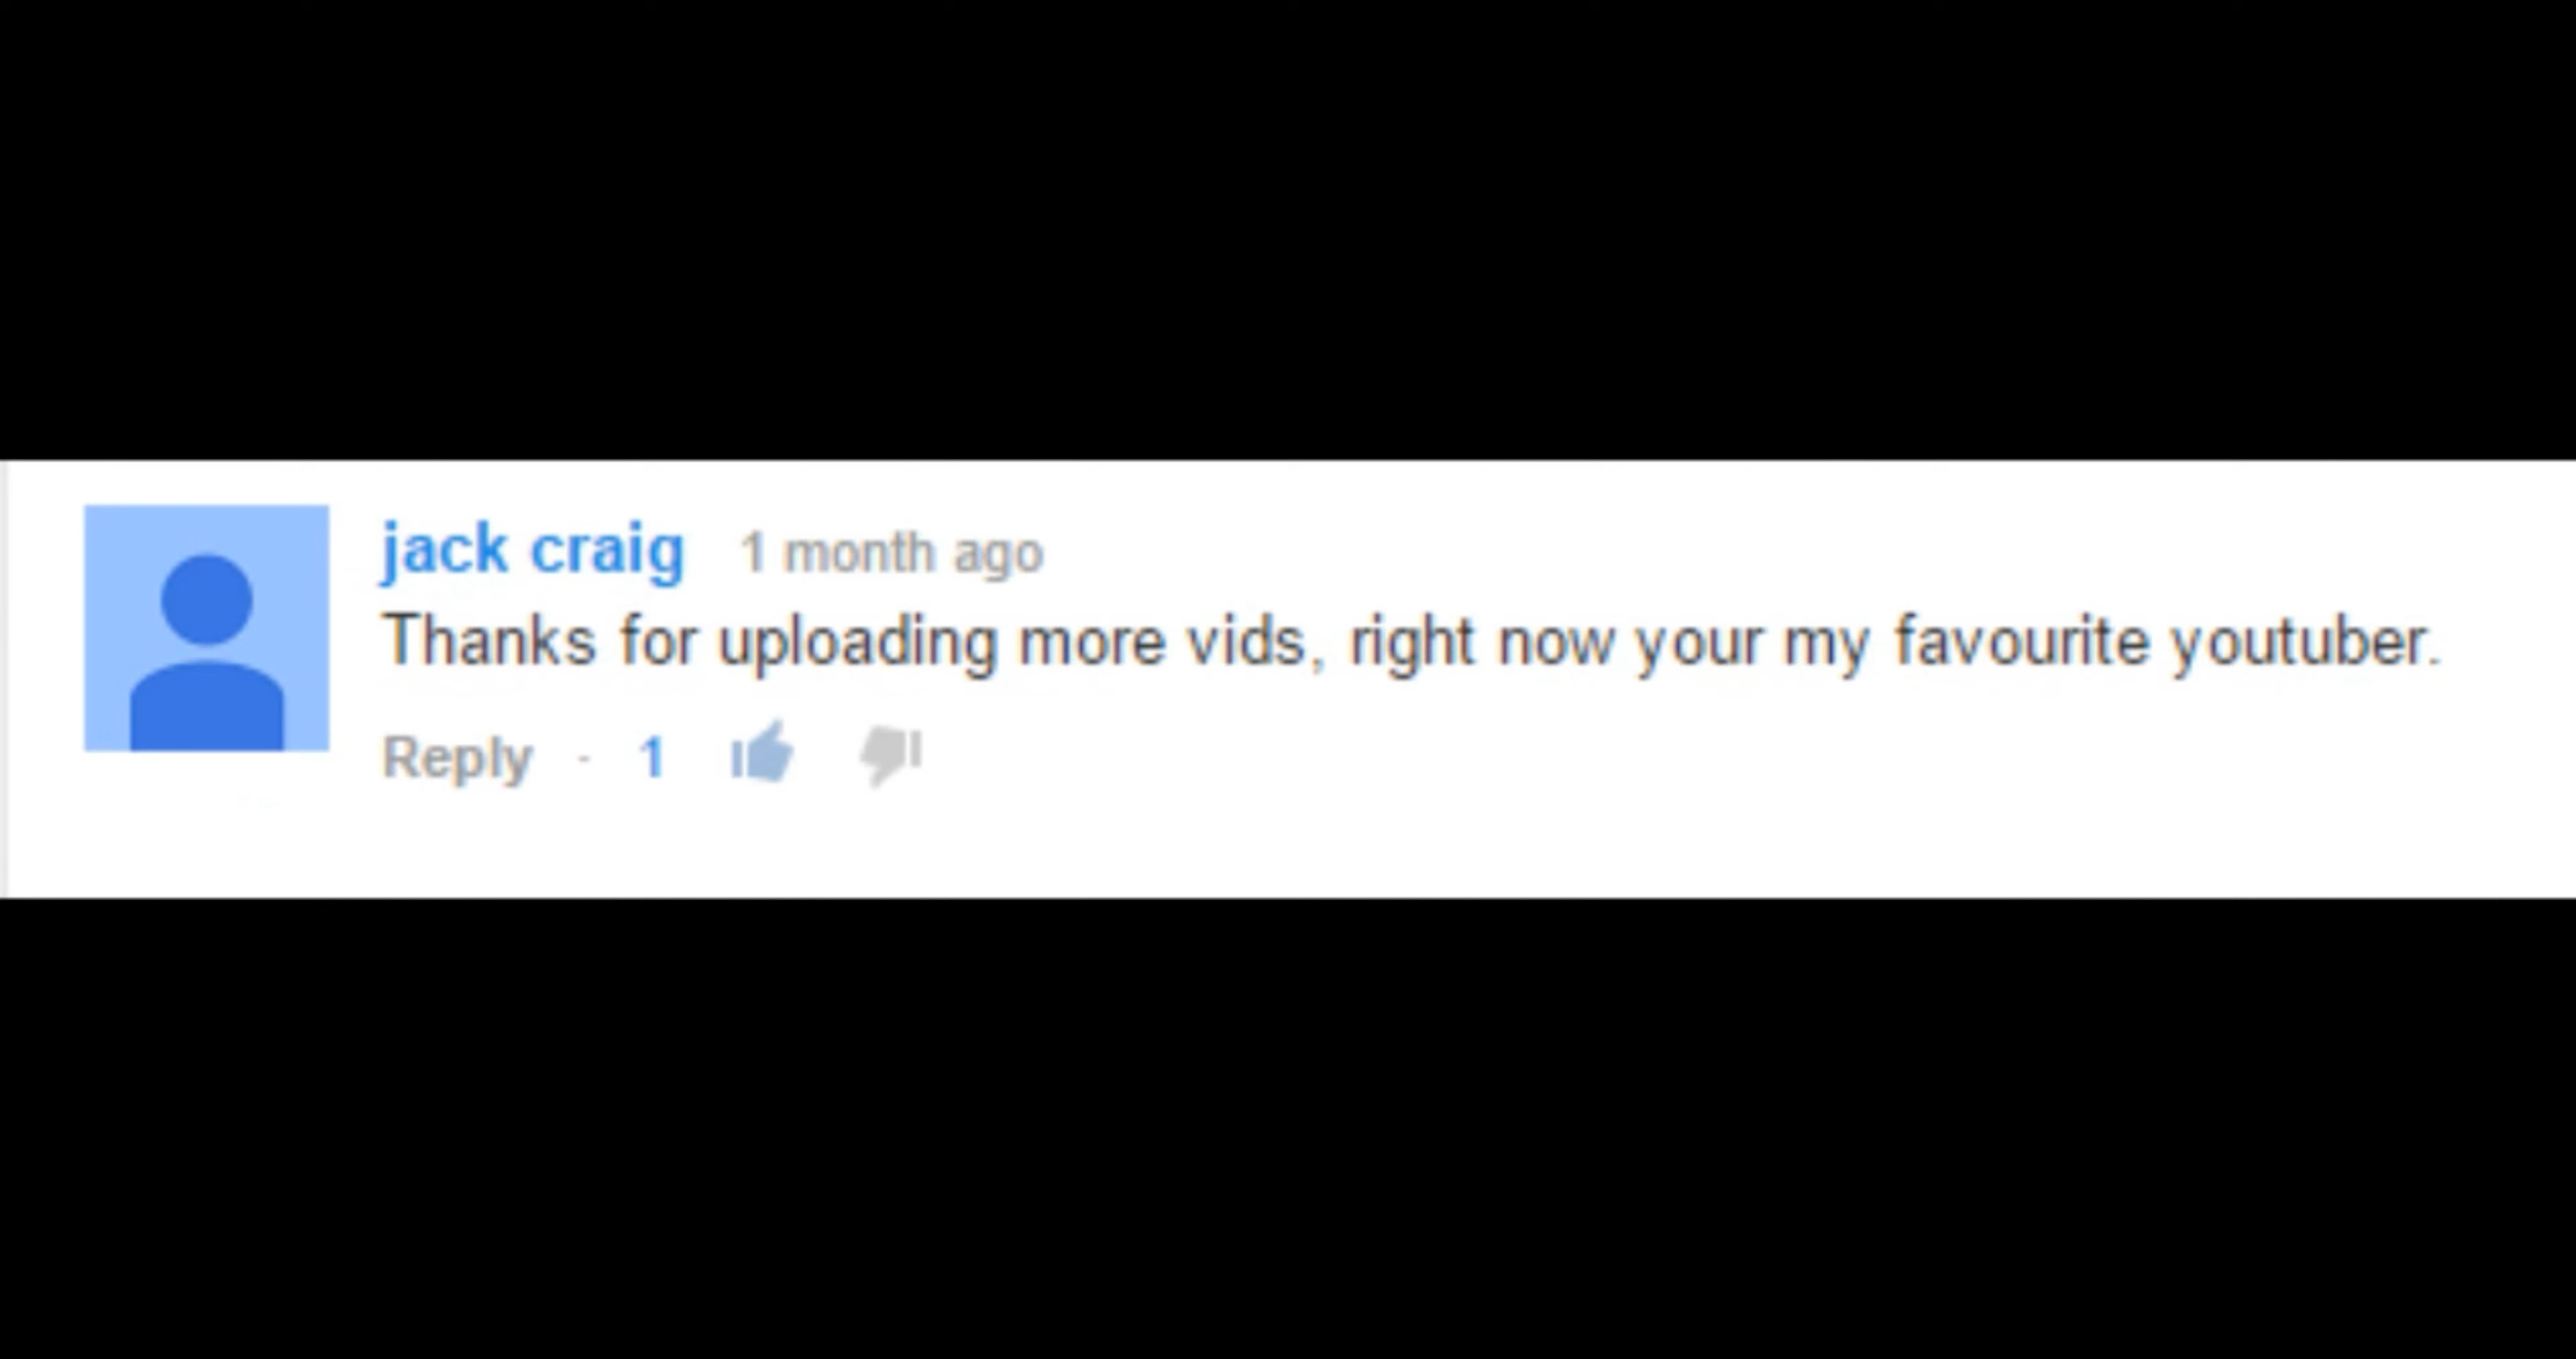 jack craig 1 month ago
Thanks for uploading more vids, right now your my favourite youtuber.
Reply · 1